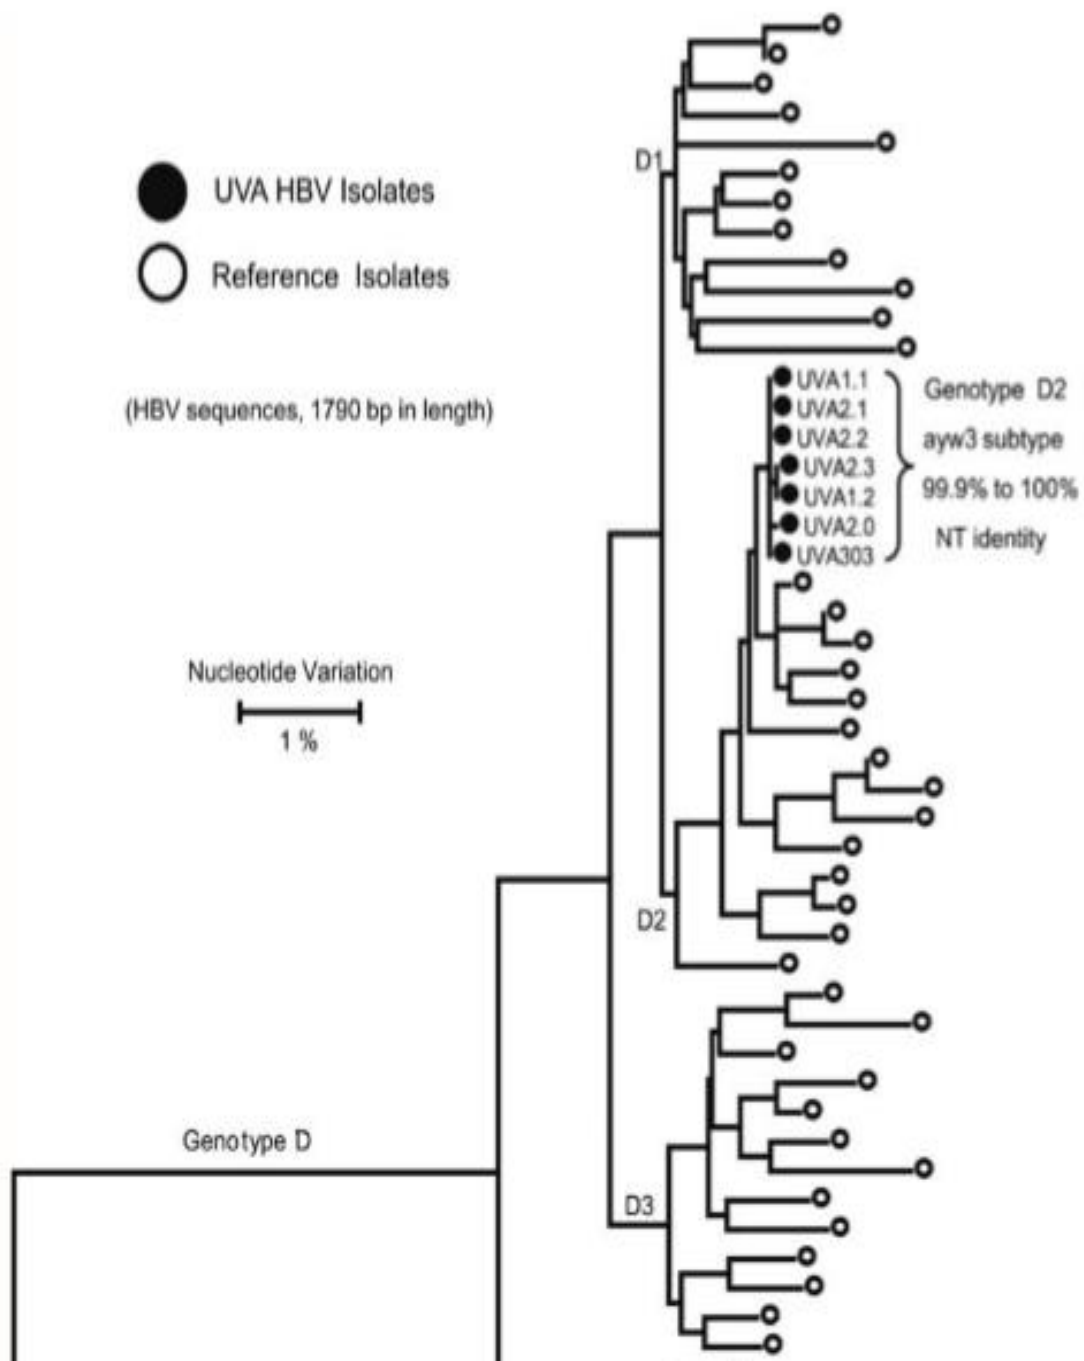 D1
UVA HBV Isolates
Reference Isolates
(HBV sequences, 1790 bp in length)
UVA1.1
UVA2.1
UVA2.2
UVA2.3
UVA1.2
UVA2.0
UVA303
Genotype D2
ayw3 subtype
99.9% to 100%
NT identity
Nucleotide Variation
1 %
D2
Genotype D
D3